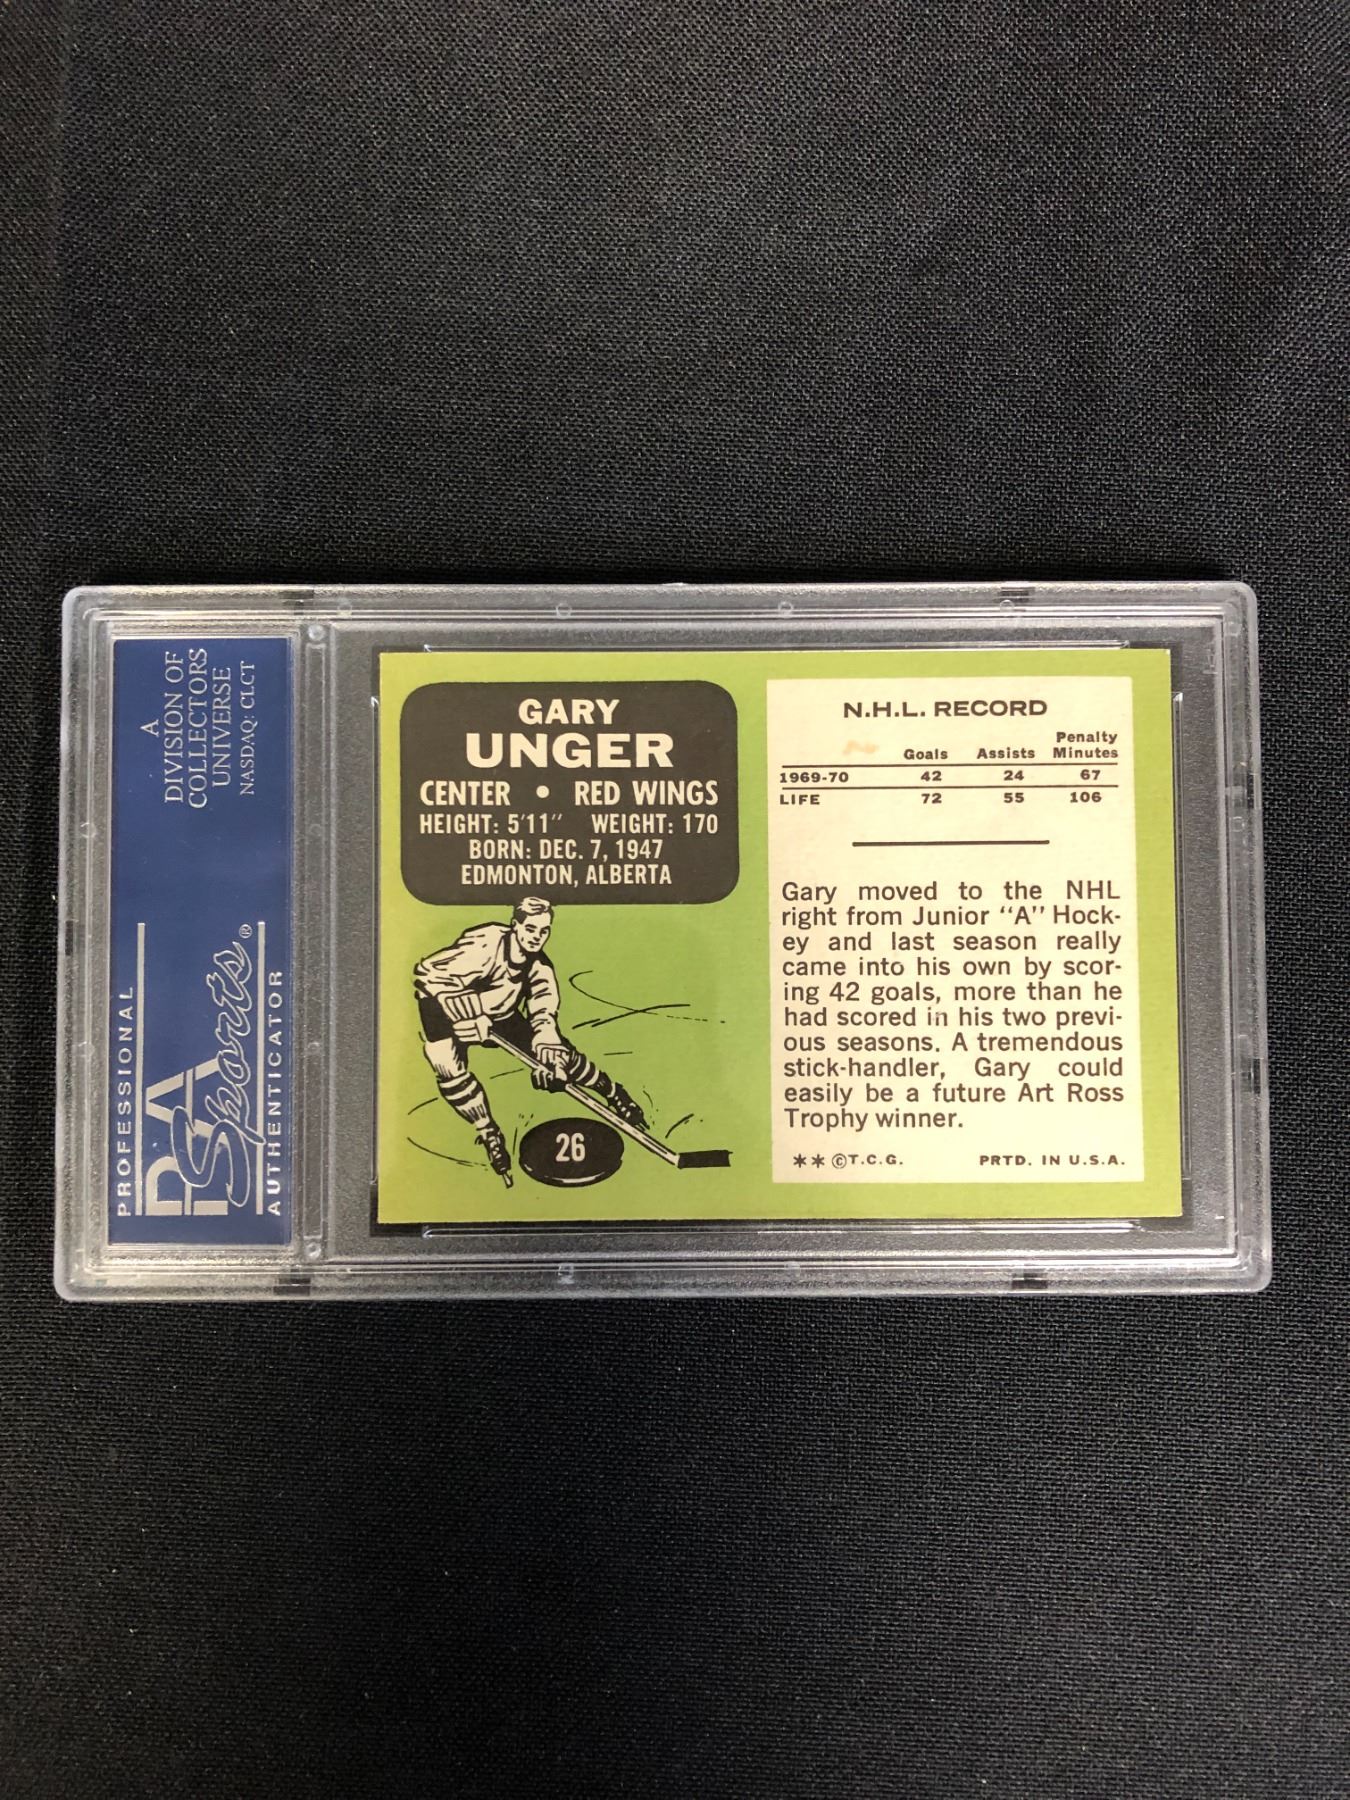 A
DIVISION OF
COLLECTORS
UNIVERSE
NASDAQ: CLCT
PROFESSIONAL
PSA
Sports®
AUTHENTICATOR
GARY
UNGER
CENTER • RED WINGS
HEIGHT: 5'11" WEIGHT: 170
BORN: DEC. 7, 1947
EDMONTON, ALBERTA
26
N.H.L. RECORD
Goals Assists Penalty Minutes
1969-70 42 24 67
LIFE 72 55 106
Gary moved to the NHL
right from Junior "A" Hock-
ey and last season really
came into his own by scor-
ing 42 goals, more than he
had scored in his two previ-
ous seasons. A tremendous
stick-handler, Gary could
easily be a future Art Ross
Trophy winner.
** ©T.C.G. PRTD. IN U.S.A.